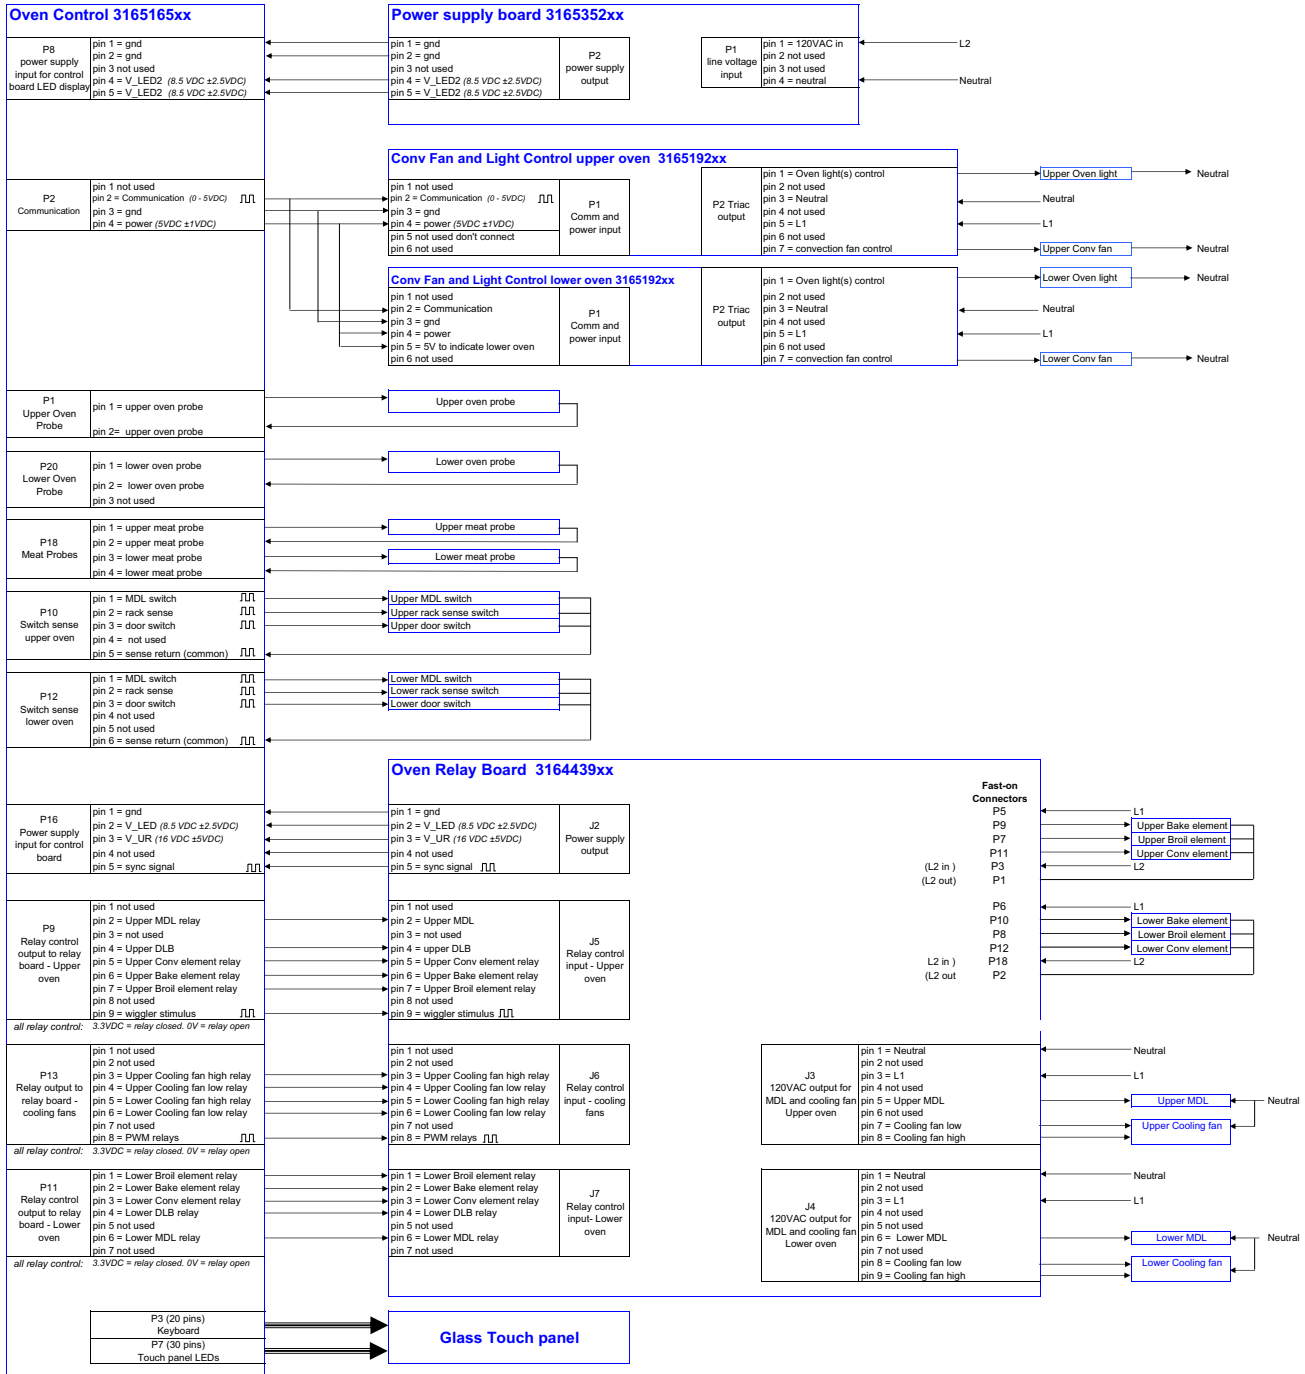 Oven Control 3165165xx
P8
power supply
input for control
board LED display
pin 1 = gnd
pin 2 = gnd
pin 3 not used
pin 4 = V_LED2 (8.5 VDC ±2.5VDC)
pin 5 = V_LED2 (8.5 VDC ±2.5VDC)
Power supply board 3165352xx
pin 1 = gnd
pin 2 = gnd
pin 3 not used
pin 4 = V_LED2 (8.5 VDC ±2.5VDC)
pin 5 = V_LED2 (8.5 VDC ±2.5VDC)
P2
power supply
output
P1
line voltage
input
pin 1 = 120VAC in
pin 2 not used
pin 3 not used
pin 4 = neutral
L2
Neutral
P2
Communication
pin 1 not used
pin 2 = Communication (0 - 5VDC)
pin 3 = gnd
pin 4 = power (5VDC ±1VDC)
Conv Fan and Light Control upper oven 3165192xx
pin 1 not used
pin 2 = Communication (0 - 5VDC)
pin 3 = gnd
pin 4 = power (5VDC ±1VDC)
pin 5 not used don't connect
pin 6 not used
P1
Comm and
power input
P2 Triac
output
pin 1 = Oven light(s) control
pin 2 not used
pin 3 = Neutral
pin 4 not used
pin 5 = L1
pin 6 not used
pin 7 = convection fan control
Upper Oven light
Neutral
Neutral
L1
Upper Conv fan
Neutral
Conv Fan and Light Control lower oven 3165192xx
pin 1 not used
pin 2 = Communication
pin 3 = gnd
pin 4 = power
pin 5 = 5V to indicate lower oven
pin 6 not used
P1
Comm and
power input
P2 Triac
output
pin 1 = Oven light(s) control
pin 2 not used
pin 3 = Neutral
pin 4 not used
pin 5 = L1
pin 6 not used
pin 7 = convection fan control
Lower Oven light
Neutral
Neutral
L1
Lower Conv fan
Neutral
P1
Upper Oven
Probe
pin 1 = upper oven probe
pin 2= upper oven probe
Upper oven probe
P20
Lower Oven
Probe
pin 1 = lower oven probe
pin 2 = lower oven probe
pin 3 not used
Lower oven probe
P18
Meat Probes
pin 1 = upper meat probe
pin 2 = upper meat probe
pin 3 = lower meat probe
pin 4 = lower meat probe
Upper meat probe
Lower meat probe
P10
Switch sense
upper oven
pin 1 = MDL switch
pin 2 = rack sense
pin 3 = door switch
pin 4 = not used
pin 5 = sense return (common)
Upper MDL switch
Upper rack sense switch
Upper door switch
P12
Switch sense
lower oven
pin 1 = MDL switch
pin 2 = rack sense
pin 3 = door switch
pin 4 not used
pin 5 not used
pin 6 = sense return (common)
Lower MDL switch
Lower rack sense switch
Lower door switch
Oven Relay Board 3164439xx
P16
Power supply
input for control
board
pin 1 = gnd
pin 2 = V_LED (8.5 VDC ±2.5VDC)
pin 3 = V_UR (16 VDC ±5VDC)
pin 4 not used
pin 5 = sync signal
pin 1 = gnd
pin 2 = V_LED (8.5 VDC ±2.5VDC)
pin 3 = V_UR (16 VDC ±5VDC)
pin 4 not used
pin 5 = sync signal
J2
Power supply
output
Fast-on
Connectors
P5
L1
P9
Upper Bake element
P7
Upper Broil element
P11
Upper Conv element
(L2 in )
P3
L2
(L2 out)
P1
P6
L1
P10
Lower Bake element
P8
Lower Broil element
P12
Lower Conv element
L2 in )
P18
L2
(L2 out
P2
P9
Relay control
output to relay
board - Upper
oven
pin 1 not used
pin 2 = Upper MDL relay
pin 3 = not used
pin 4 = Upper DLB
pin 5 = Upper Conv element relay
pin 6 = Upper Bake element relay
pin 7 = Upper Broil element relay
pin 8 not used
pin 9 = wiggler stimulus
all relay control: 3.3VDC = relay closed. 0V = relay open
pin 1 not used
pin 2 = Upper MDL
pin 3 = not used
pin 4 = upper DLB
pin 5 = Upper Conv element relay
pin 6 = Upper Bake element relay
pin 7 = Upper Broil element relay
pin 8 not used
pin 9 = wiggler stimulus
J5
Relay control
input - Upper
oven
P13
Relay output to
relay board -
cooling fans
pin 1 not used
pin 2 not used
pin 3 = Upper Cooling fan high relay
pin 4 = Upper Cooling fan low relay
pin 5 = Lower Cooling fan high relay
pin 6 = Lower Cooling fan low relay
pin 7 not used
pin 8 = PWM relays
all relay control: 3.3VDC = relay closed. 0V = relay open
pin 1 not used
pin 2 not used
pin 3 = Upper Cooling fan high relay
pin 4 = Upper Cooling fan low relay
pin 5 = Lower Cooling fan high relay
pin 6 = Lower Cooling fan low relay
pin 7 not used
pin 8 = PWM relays
J6
Relay control
input - cooling
fans
J3
120VAC output for
MDL and cooling fan
Upper oven
pin 1 = Neutral
pin 2 not used
pin 3 = L1
pin 4 not used
pin 5 = Upper MDL
pin 6 not used
pin 7 = Cooling fan low
pin 8 = Cooling fan high
Neutral
L1
Upper MDL
Neutral
Upper Cooling fan
P11
Relay control
output to relay
board - Lower
oven
pin 1 = Lower Broil element relay
pin 2 = Lower Bake element relay
pin 3 = Lower Conv element relay
pin 4 = Lower DLB relay
pin 5 not used
pin 6 = Lower MDL relay
pin 7 not used
all relay control: 3.3VDC = relay closed. 0V = relay open
pin 1 = Lower Broil element relay
pin 2 = Lower Bake element relay
pin 3 = Lower Conv element relay
pin 4 = Lower DLB relay
pin 5 not used
pin 6 = Lower MDL relay
pin 7 not used
J7
Relay control
input- Lower
oven
J4
120VAC output for
MDL and cooling fan
Lower oven
pin 1 = Neutral
pin 2 not used
pin 3 = L1
pin 4 not used
pin 5 not used
pin 6 = Lower MDL
pin 7 not used
pin 8 = Cooling fan low
pin 9 = Cooling fan high
Neutral
L1
Lower MDL
Neutral
Lower Cooling fan
P3 (20 pins)
Keyboard
P7 (30 pins)
Touch panel LEDs
Glass Touch panel